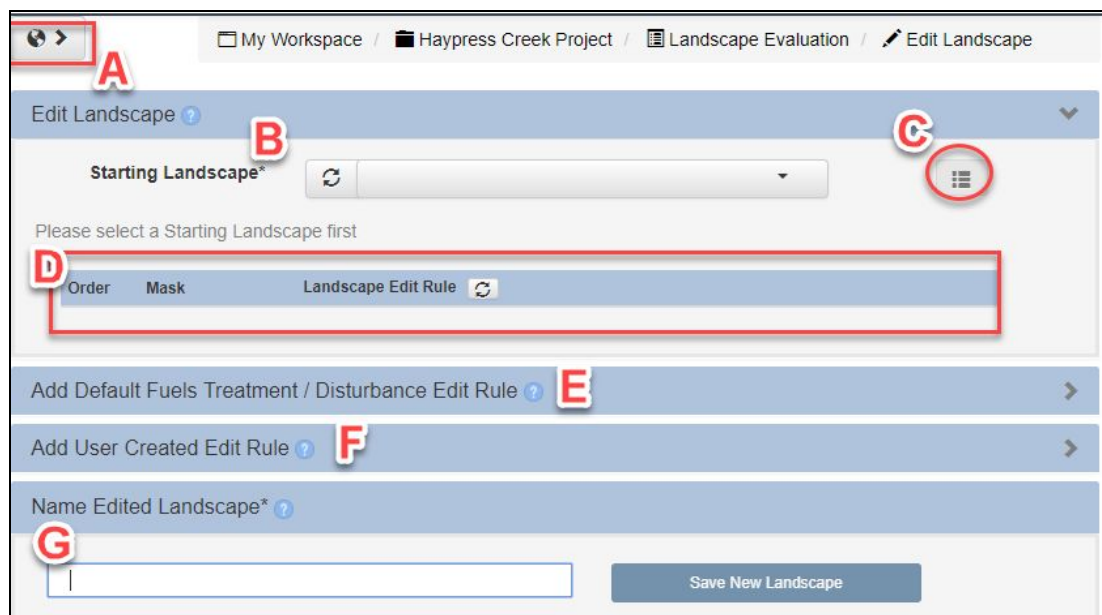 My Workspace / Haypress Creek Project / Landscape Evaluation / Edit Landscape
A
Edit Landscape ?
B
C
Starting Landscape*
Please select a Starting Landscape first
D
Order Mask Landscape Edit Rule
Add Default Fuels Treatment / Disturbance Edit Rule ? E
Add User Created Edit Rule ? F
Name Edited Landscape* ?
G
Save New Landscape